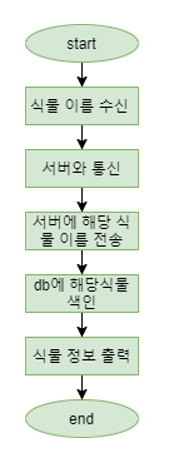 start
식물 이름 수신
서버와 통신
서버에 해당 식
물 이름 전송
db에 해당식물
색인
식물 정보 출력
end